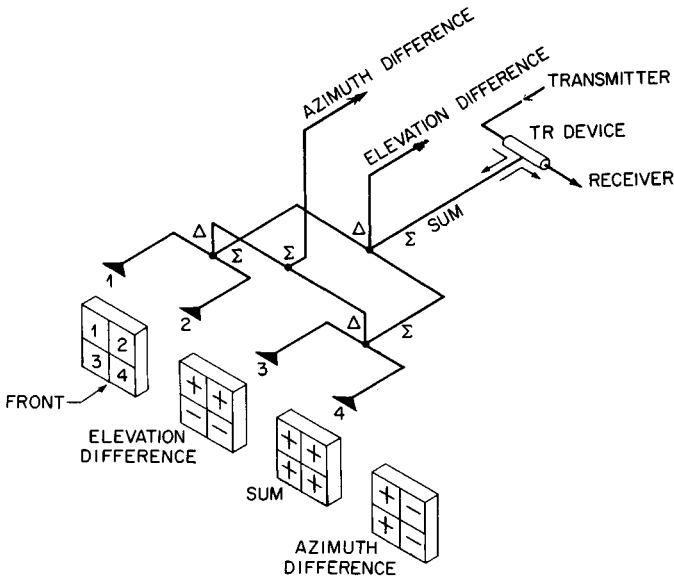 AZIMUTH DIFFERENCE
ELEVATION DIFFERENCE
TRANSMITTER
TR DEVICE
RECEIVER
SUM
Δ
Σ
Δ
Σ
Σ
1
2
Δ
Σ
3
4
1 2
3 4
FRONT
+ +
− −
ELEVATION
DIFFERENCE
+ +
+ +
SUM
+ −
+ −
AZIMUTH
DIFFERENCE